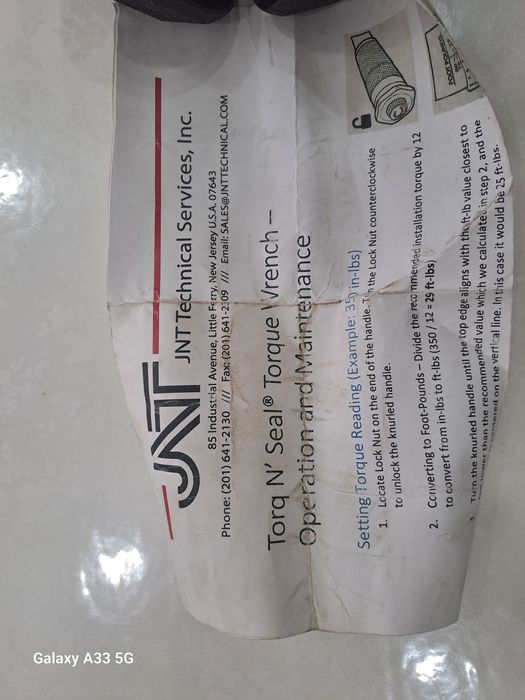 JNT
JNT Technical Services, Inc.
85 Industrial Avenue, Little Ferry, New Jersey U.S.A. 07643
Phone: (201) 641-2130 /// Fax: (201) 641-2109 /// Email: SALES@JNTTECHNICAL.COM
Torq N' Seal® Torque Wrench --
Operation and Maintenance
Setting Torque Reading (Example: 350 in-lbs)
1. Locate Lock Nut on the end of the handle. Turn the Lock Nut counterclockwise
to unlock the knurled handle.
2. Converting to Foot-Pounds – Divide the recommended installation torque by 12
to convert from in-lbs to ft-lbs (350 / 12 = 29 ft-lbs)
3. Turn the knurled handle until the top edge aligns with the ft-lb value closest to
lower than the recommended value which we calculated in step 2, and the
centered on the vertical line. In this case it would be 25 ft-lbs.
FOOT POUNDS
Galaxy A33 5G